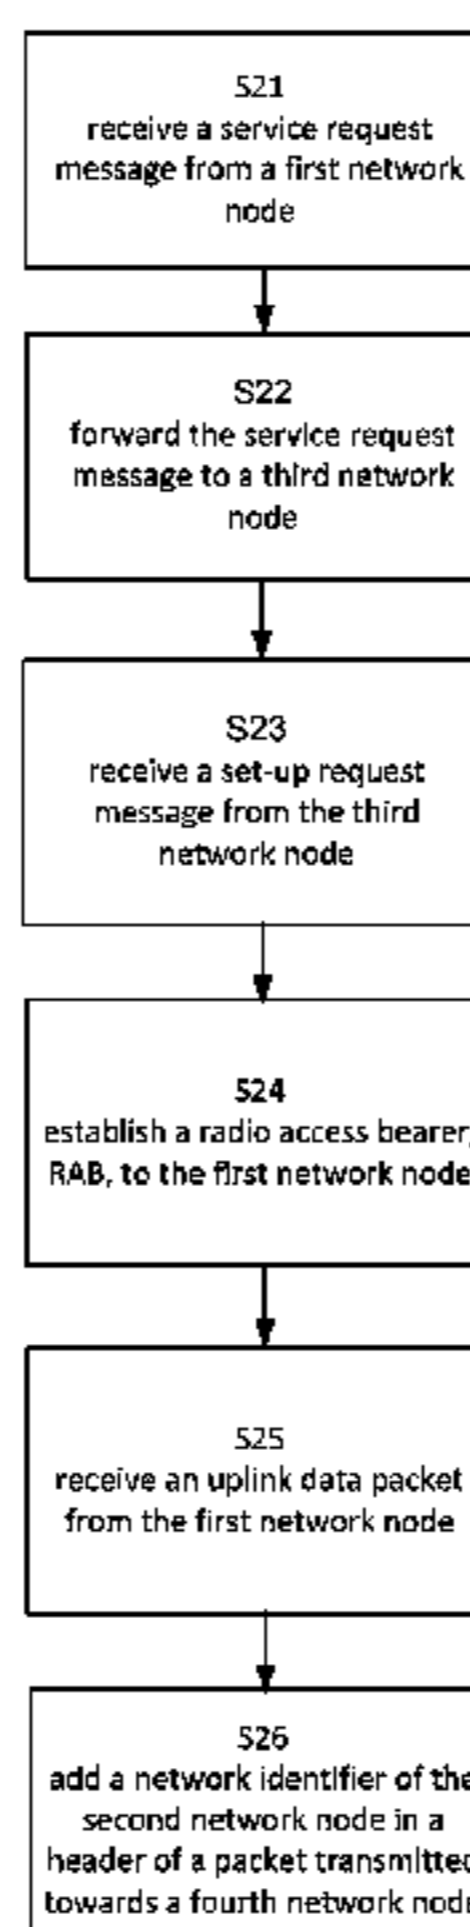 S21
receive a service request
message from a first network
node
S22
forward the service request
message to a third network
node
S23
receive a set-up request
message from the third
network node
S24
establish a radio access bearer,
RAB, to the first network node
S25
receive an uplink data packet
from the first network node
S26
add a network identifier of the
second network node in a
header of a packet transmitted
towards a fourth network node